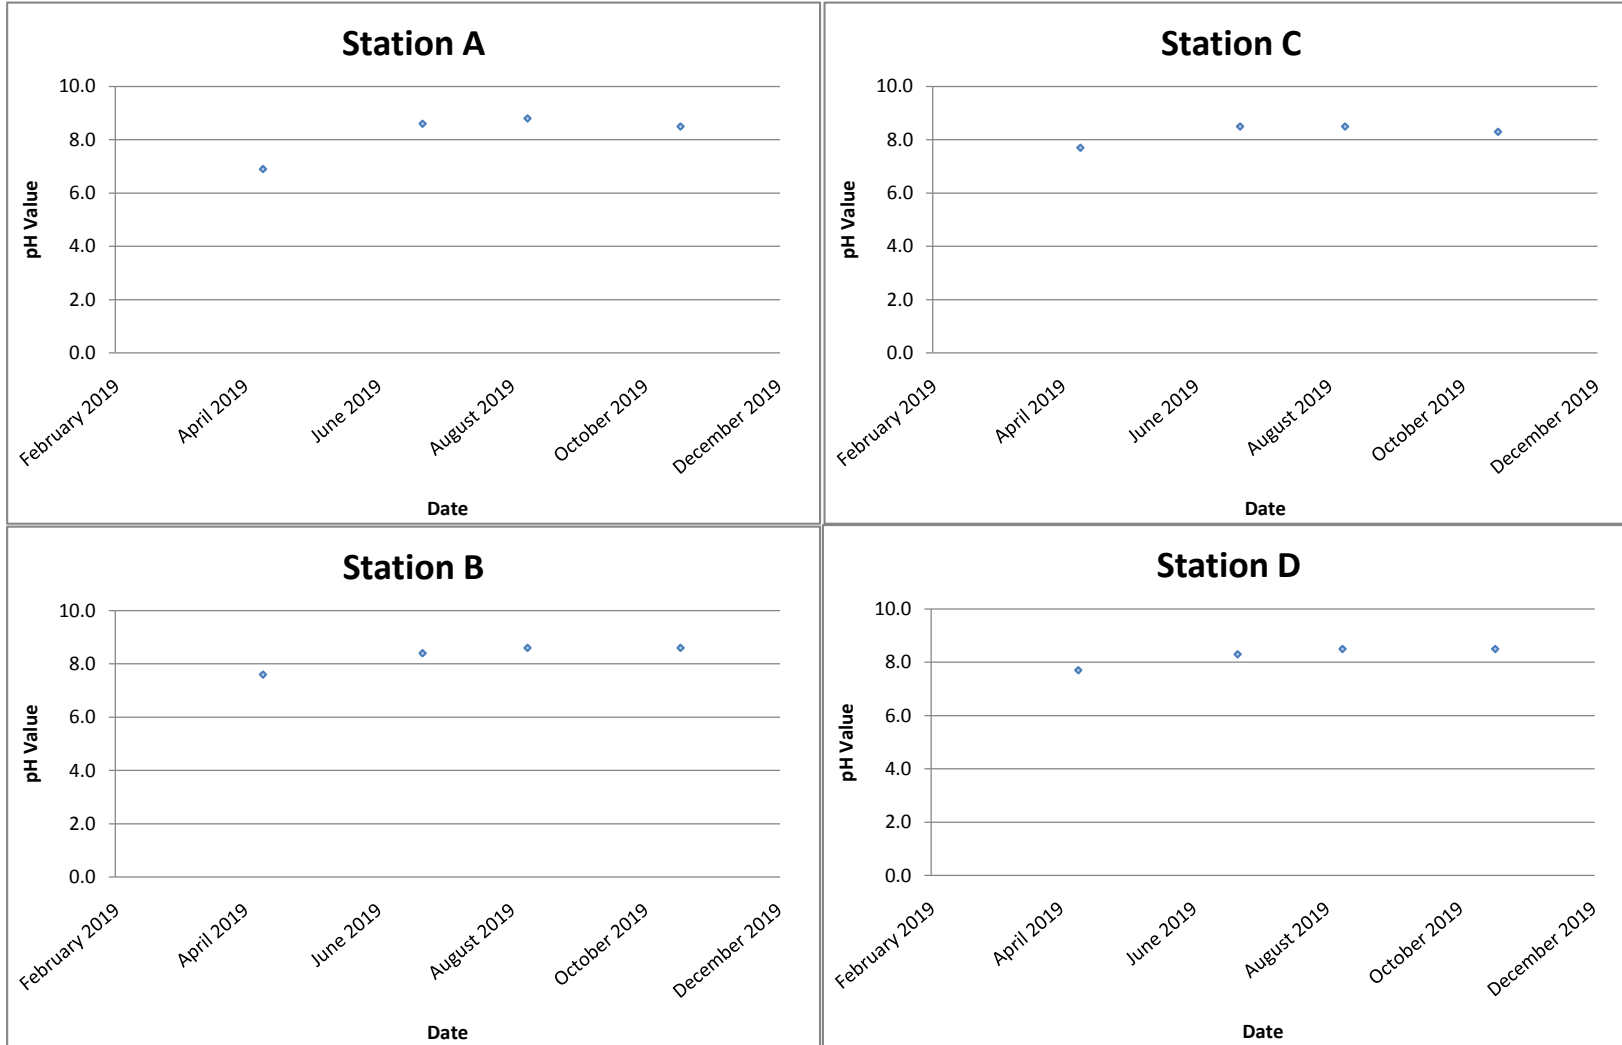 Station A
10.0
8.0
6.0
4.0
2.0
0.0
pH Value
February 2019
April 2019
June 2019
August 2019
October 2019
December 2019
Date
Station C
10.0
8.0
6.0
4.0
2.0
0.0
pH Value
February 2019
April 2019
June 2019
August 2019
October 2019
December 2019
Date
Station B
10.0
8.0
6.0
4.0
2.0
0.0
pH Value
February 2019
April 2019
June 2019
August 2019
October 2019
December 2019
Date
Station D
10.0
8.0
6.0
4.0
2.0
0.0
pH Value
February 2019
April 2019
June 2019
August 2019
October 2019
December 2019
Date